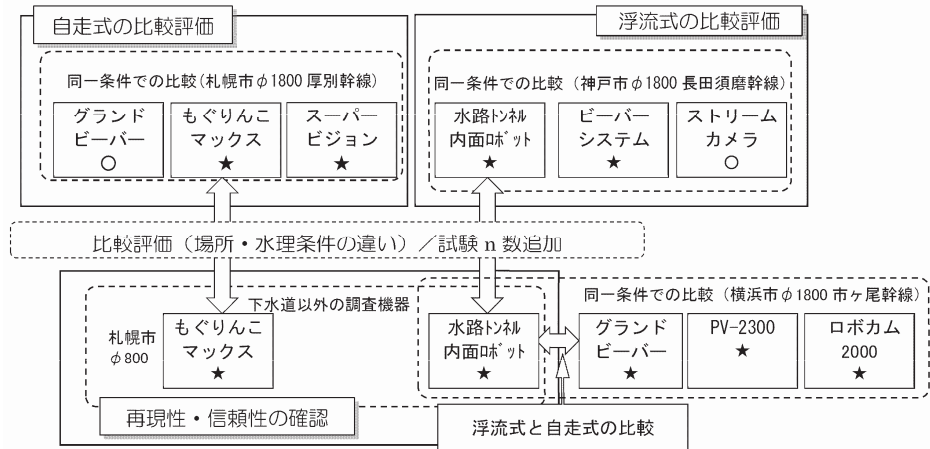 自走式の比較評価
浮流式の比較評価
同一条件での比較(札幌市φ1800 厚別幹線)
同一条件での比較（神戸市φ1800 長田須磨幹線）
グランド
ビーバー
○
もぐりんこ
マックス
★
スーパー
ビジョン
★
水路ﾄﾝﾈﾙ
内面ﾛﾎﾞｯﾄ
★
ビーバー
システム
★
ストリーム
カメラ
○
比較評価（場所・水理条件の違い）／試験 n 数追加
下水道以外の調査機器
同一条件での比較（横浜市φ1800 市ヶ尾幹線）
札幌市
φ800
もぐりんこ
マックス
★
水路ﾄﾝﾈﾙ
内面ﾛﾎﾞｯﾄ
★
グランド
ビーバー
★
PV-2300
★
ロボカム
2000
★
再現性・信頼性の確認
浮流式と自走式の比較